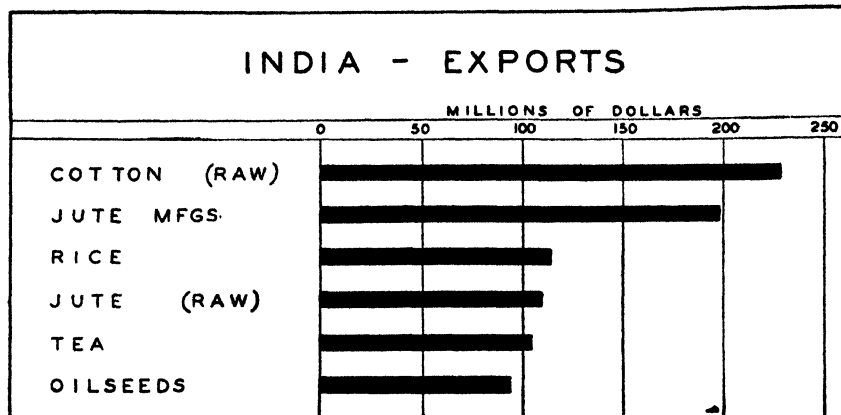 INDIA - EXPORTS
MILLIONS OF DOLLARS
0 50 100 150 200 250
COTTON (RAW)
JUTE MFGS.
RICE
JUTE (RAW)
TEA
OILSEEDS